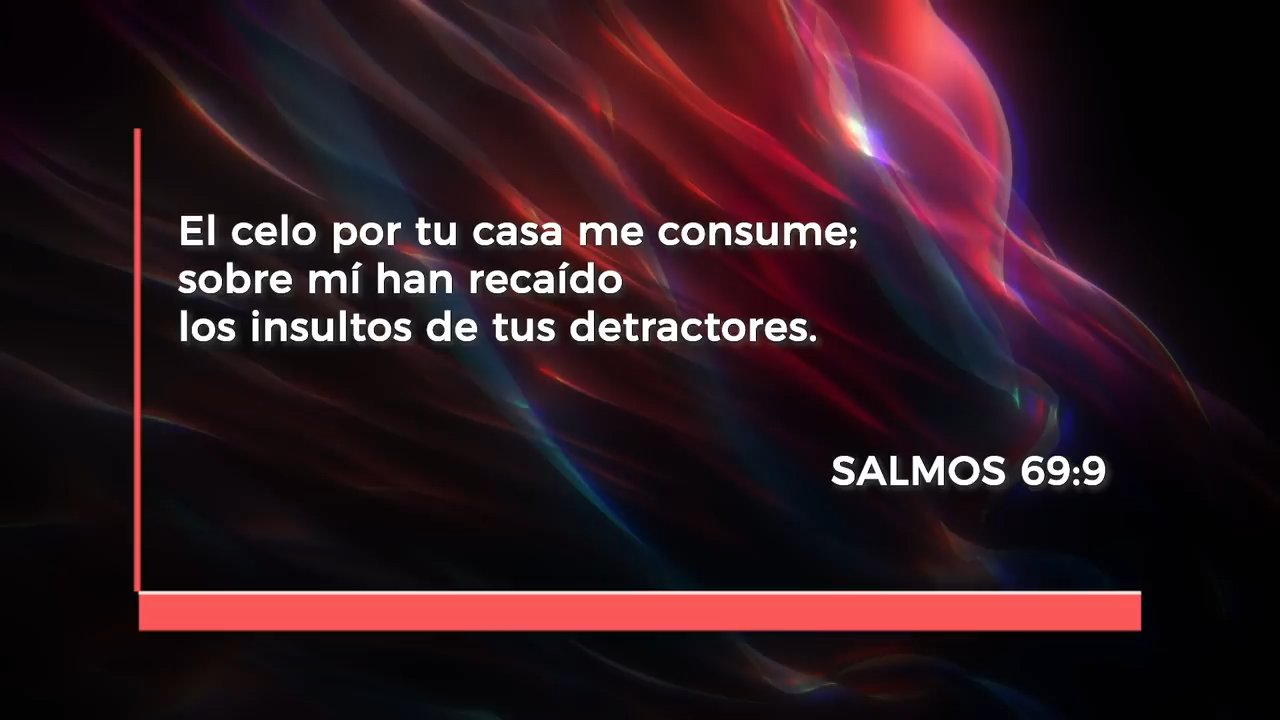 El celo por tu casa me consume;
sobre mí han recaído
los insultos de tus detractores.
SALMOS 69:9